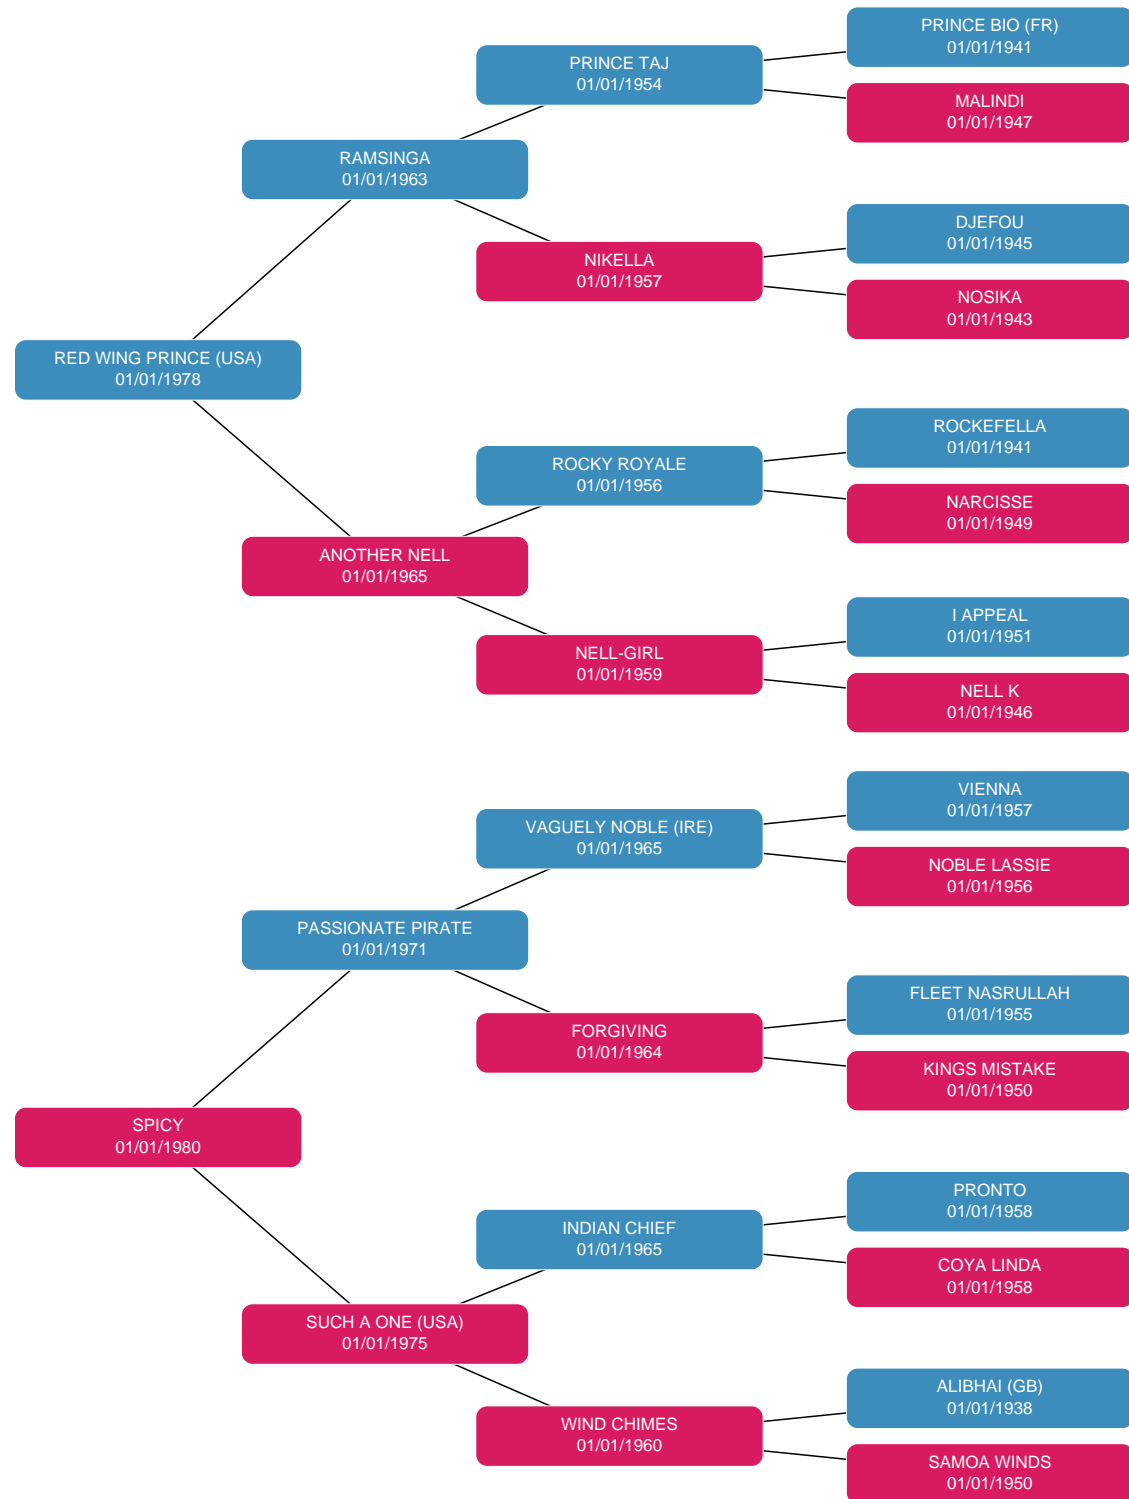 PRINCE BIO (FR)
01/01/1941
PRINCE TAJ
01/01/1954
MALINDI
01/01/1947
RAMSINGA
01/01/1963
DJEFOU
01/01/1945
NIKELLA
01/01/1957
NOSIKA
01/01/1943
RED WING PRINCE (USA)
01/01/1978
ROCKEFELLA
01/01/1941
ROCKY ROYALE
01/01/1956
NARCISSE
01/01/1949
ANOTHER NELL
01/01/1965
I APPEAL
01/01/1951
NELL-GIRL
01/01/1959
NELL K
01/01/1946
VIENNA
01/01/1957
VAGUELY NOBLE (IRE)
01/01/1965
NOBLE LASSIE
01/01/1956
PASSIONATE PIRATE
01/01/1971
FLEET NASRULLAH
01/01/1955
FORGIVING
01/01/1964
KINGS MISTAKE
01/01/1950
SPICY
01/01/1980
PRONTO
01/01/1958
INDIAN CHIEF
01/01/1965
COYA LINDA
01/01/1958
SUCH A ONE (USA)
01/01/1975
ALIBHAI (GB)
01/01/1938
WIND CHIMES
01/01/1960
SAMOA WINDS
01/01/1950